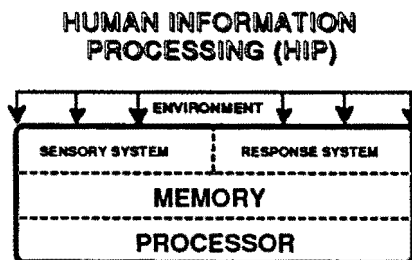 HUMAN INFORMATION
PROCESSING (HIP)
ENVIRONMENT
SENSORY SYSTEM RESPONSE SYSTEM
MEMORY
PROCESSOR